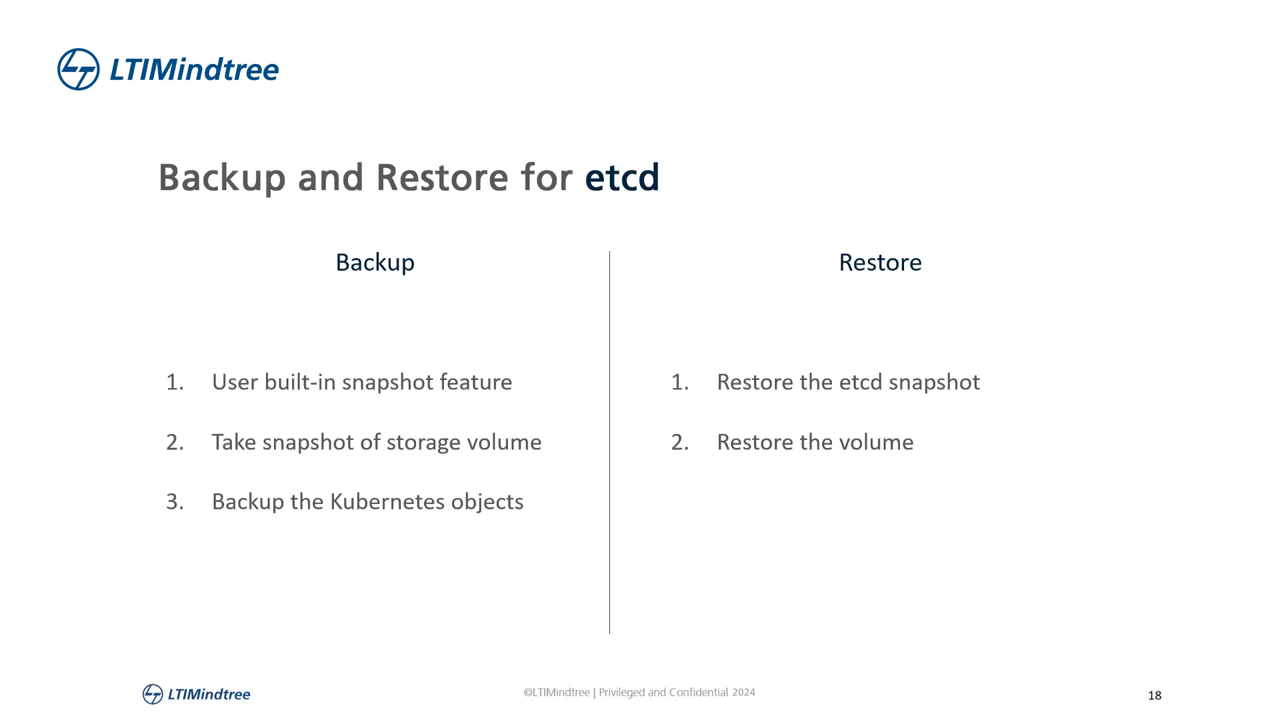 LTIMindtree
Backup and Restore for etcd
Backup
1. User built-in snapshot feature
2. Take snapshot of storage volume
3. Backup the Kubernetes objects
Restore
1. Restore the etcd snapshot
2. Restore the volume
LTIMindtree
©LTIMindtree | Privileged and Confidential 2024
18